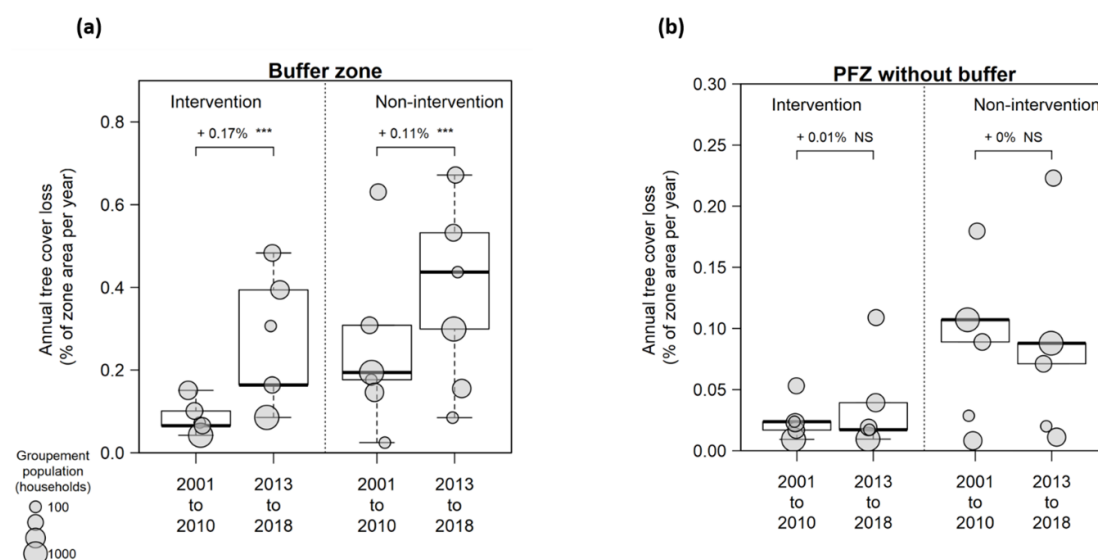 (a)
Buffer zone
Intervention
Non-intervention
+ 0.17% ***
+ 0.11% ***
Annual tree cover loss
(% of zone area per year)
0.8
0.6
0.4
0.2
0.0
2001
to
2010
2013
to
2018
2001
to
2010
2013
to
2018
Groupement
population
(households)
100
1000
(b)
PFZ without buffer
Intervention
Non-intervention
+ 0.01% NS
+ 0% NS
Annual tree cover loss
(% of zone area per year)
0.30
0.25
0.20
0.15
0.10
0.05
0.00
2001
to
2010
2013
to
2018
2001
to
2010
2013
to
2018